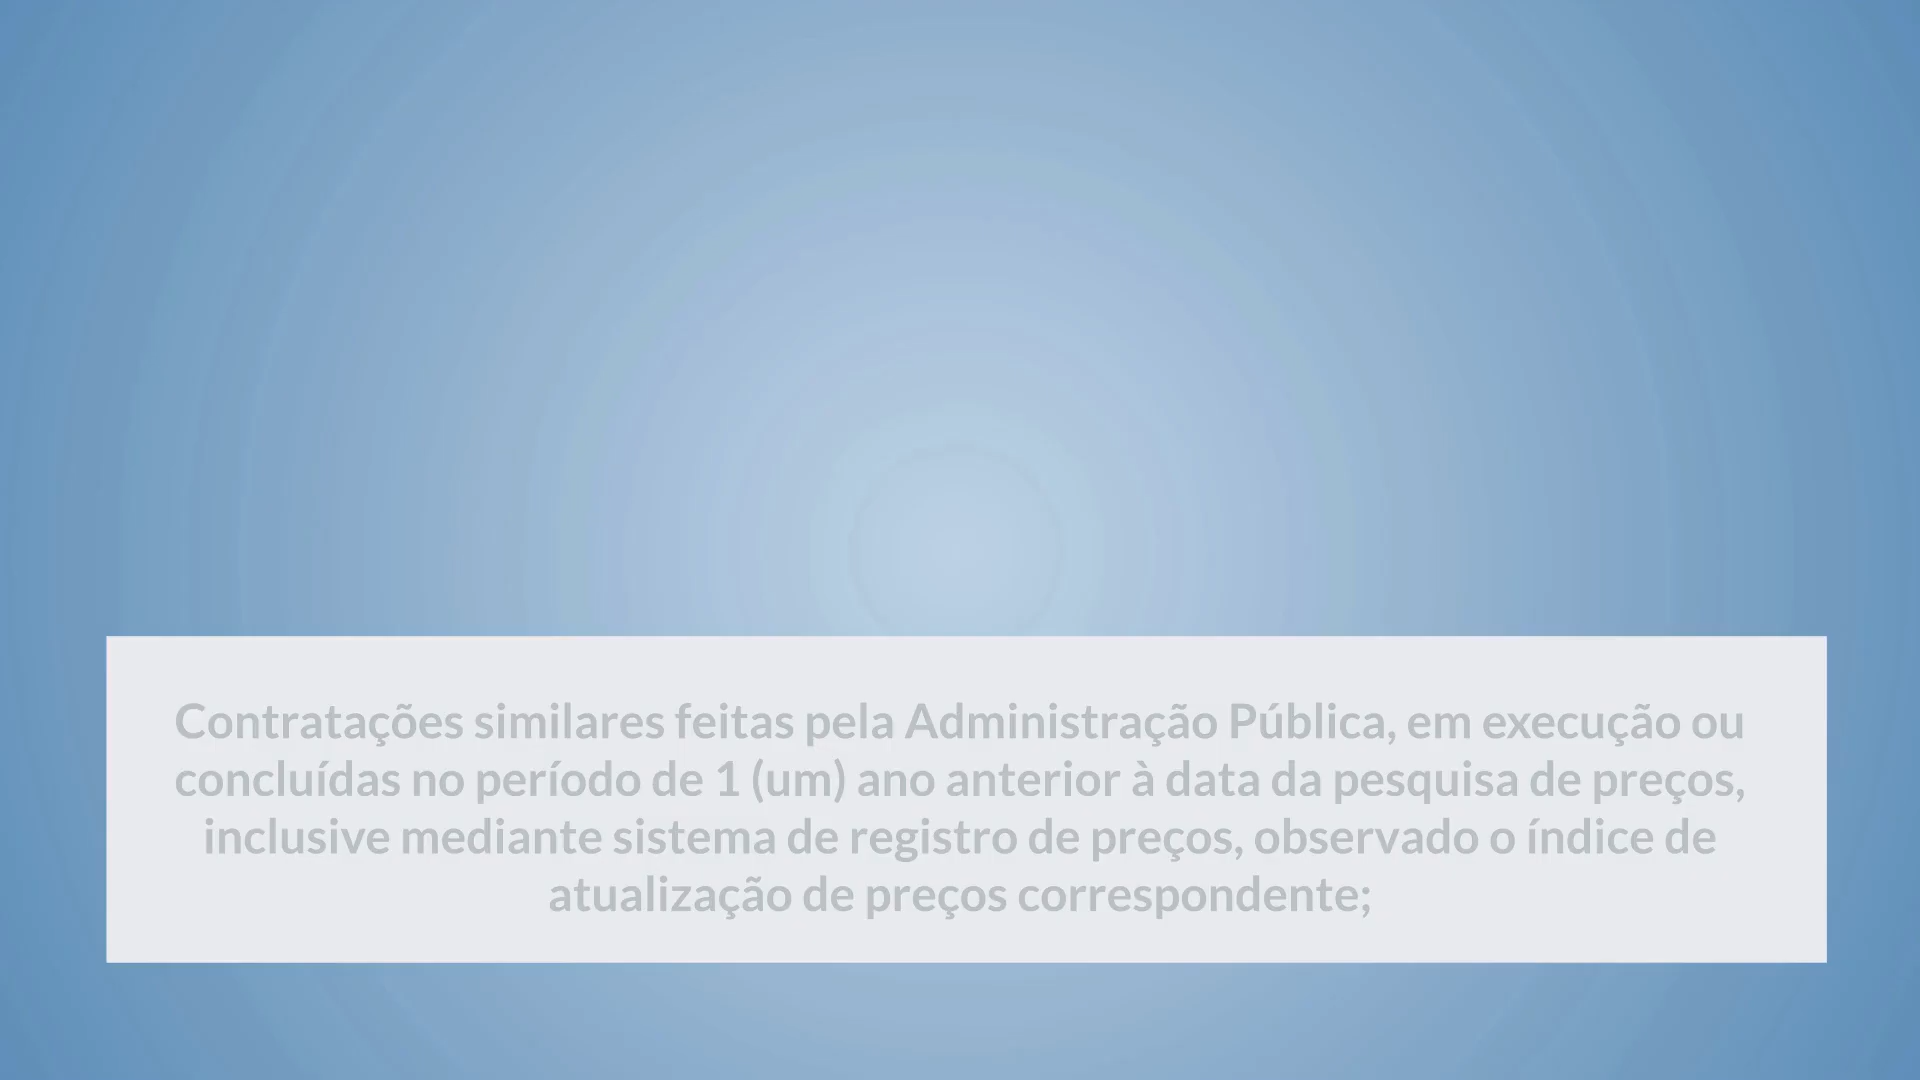 Contratações similares feitas pela Administração Pública, em execução ou
concluídas no período de 1 (um) ano anterior à data da pesquisa de preços,
inclusive mediante sistema de registro de preços, observado o índice de
atualização de preços correspondente;